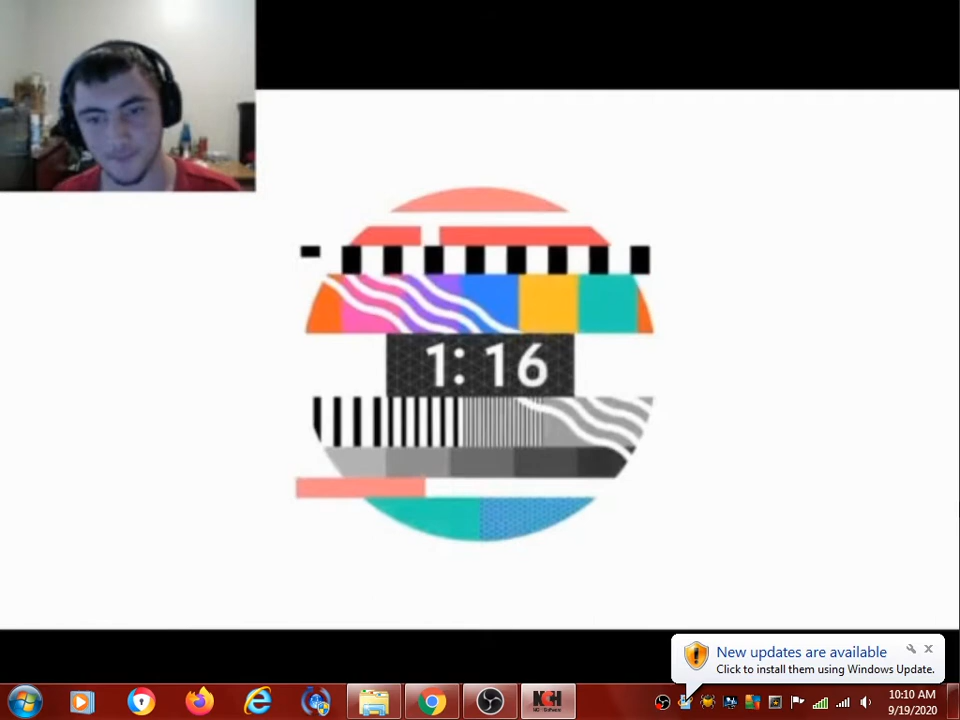 1: 16
New updates are available
Click to install them using Windows Update.
NCH
10:10 AM
9/19/2020